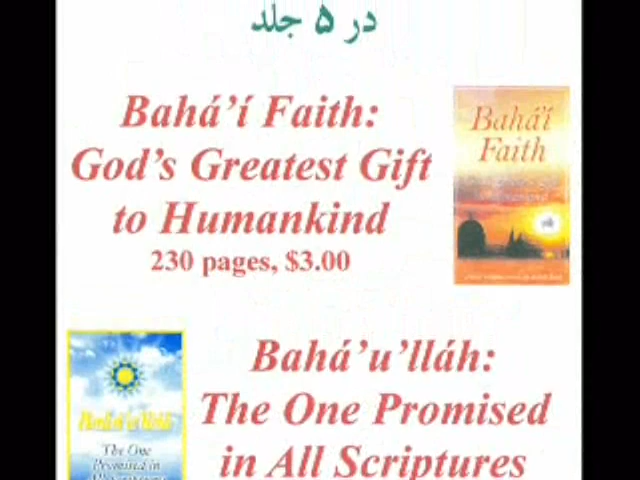 در ۵ جلد
Bahá'í Faith:
God's Greatest Gift
to Humankind
230 pages, $3.00
Bahá'í
Faith
Bahá'u'lláh:
The One Promised
in All Scriptures
Bahá'u'lláh
The One
Promised in